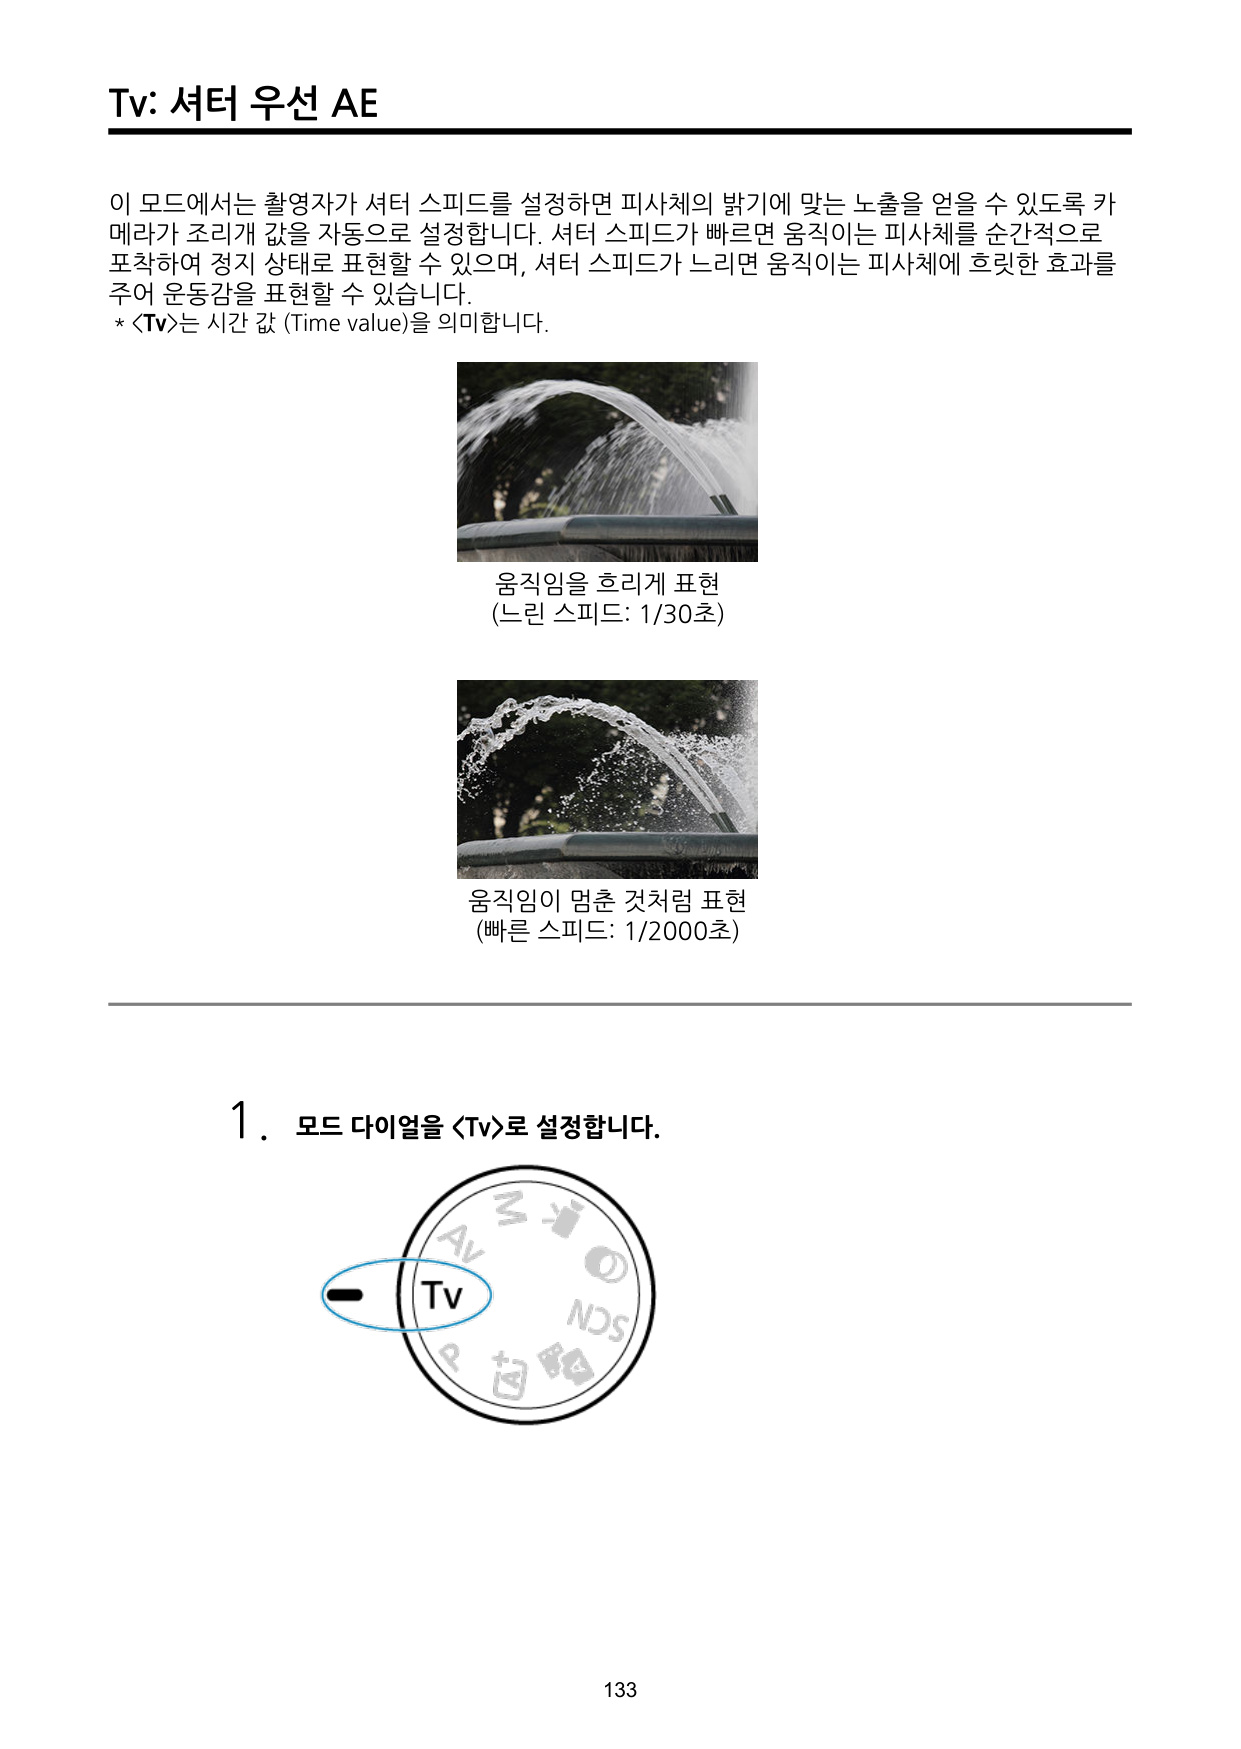 Tv: 셔터 우선 AE
이 모드에서는 촬영자가 셔터 스피드를 설정하면 피사체의 밝기에 맞는 노출을 얻을 수 있도록 카
메라가 조리개 값을 자동으로 설정합니다. 셔터 스피드가 빠르면 움직이는 피사체를 순간적으로
포착하여 정지 상태로 표현할 수 있으며, 셔터 스피드가 느리면 움직이는 피사체에 흐릿한 효과를
주어 운동감을 표현할 수 있습니다.
* <Tv>는 시간 값 (Time value)을 의미합니다.
움직임을 흐리게 표현
(느린 스피드: 1/30초)
움직임이 멈춘 것처럼 표현
(빠른 스피드: 1/2000초)
1. 모드 다이얼을 <Tv>로 설정합니다.
M
Av
Tv
SCN
P
A+
A
133